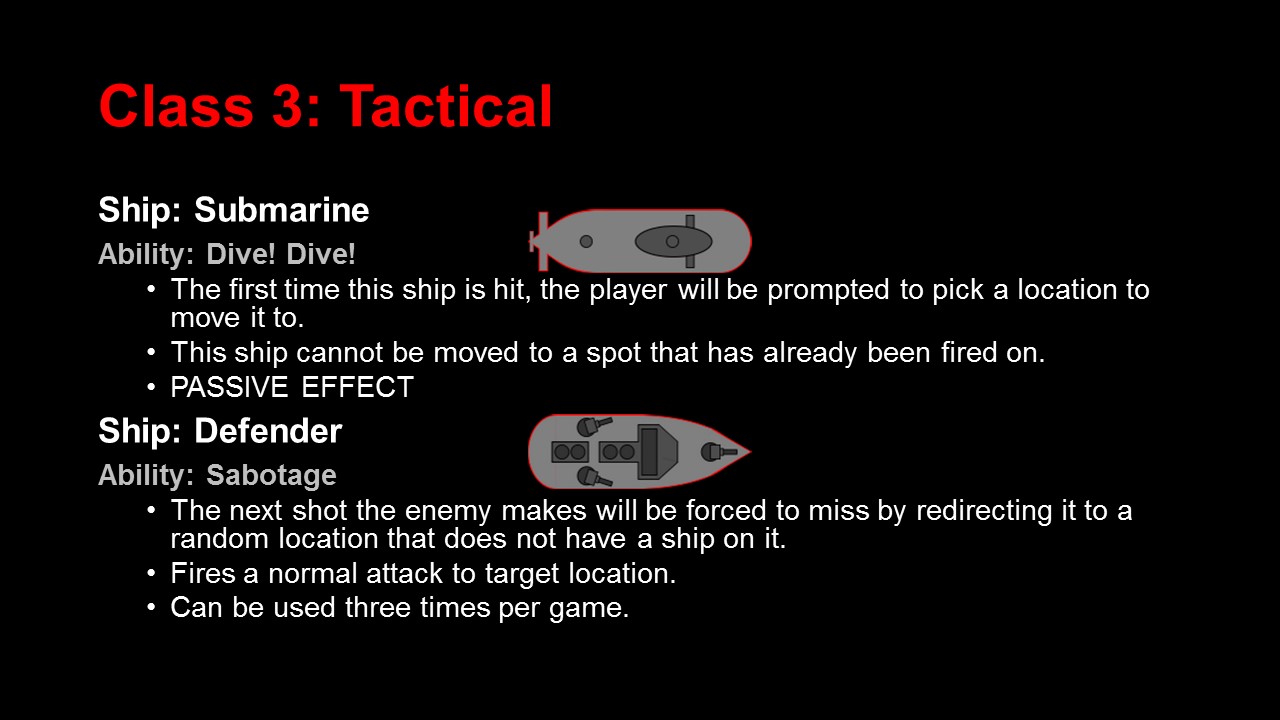 Class 3: Tactical
Ship: Submarine
Ability: Dive! Dive!
• The first time this ship is hit, the player will be prompted to pick a location to
move it to.
• This ship cannot be moved to a spot that has already been fired on.
• PASSIVE EFFECT
Ship: Defender
Ability: Sabotage
• The next shot the enemy makes will be forced to miss by redirecting it to a
random location that does not have a ship on it.
• Fires a normal attack to target location.
• Can be used three times per game.